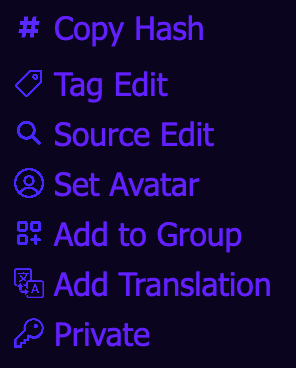 # Copy Hash
Tag Edit
Source Edit
Set Avatar
Add to Group
Add Translation
Private